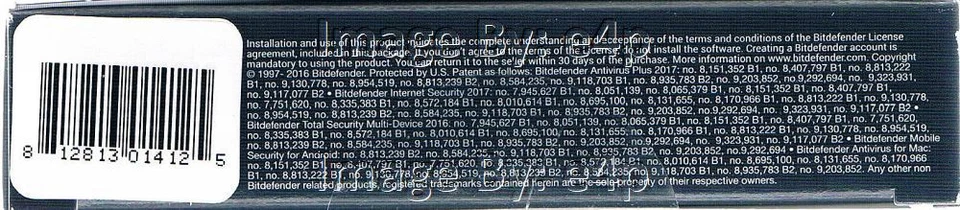 Image By: e4p
Installation and use of this product indicates the complete understanding and acceptance of the terms and conditions of the Bitdefender License
agreement, included in this package. If you don't agree to the terms of the License, do not install the software. Creating a Bitdefender account is
mandatory to using the product. You can return it to the seller within 30 days of the purchase. More information on www.bitdefender.com. Copyright
© 1997- 2016 Bitdefender. Protected by U.S. Patent as follows: Bitdefender Antivirus Plus 2017: no. 8,151,352 B1, no. 8,407,797 B1, no. 8,813,222
B1, no. 9,130,778, no. 8,954,519, no. 8,813,239 B2, no. 8,584,235, no. 9,118,703 B1, no. 8,935,783 B2, no. 9,203,852, no.9,292,694, no. 9,323,931,
no. 9,117,077 B2 • Bitdefender Internet Security 2017: no. 7,945,627 B1, no. 8,051,139, no. 8,065,379 B1, no. 8,151,352 B1, no. 8,407,797 B1,
no. 7,751,620, no. 8,335,383 B1, no. 8,572,184 B1, no. 8,010,614 B1, no. 8,695,100, no. 8,131,655, no. 8,170,966 B1, no. 8,813,222 B1, no. 9,130,778,
no. 8,954,519, no. 8,813,239 B2, no. 8,584,235, no. 9,118,703 B1, no. 8,935,783 B2, no. 9,203,852, no.9,292,694, no. 9,323,931, no. 9,117,077 B2 •
Bitdefender Total Security Multi-Device 2016: no. 7,945,627 B1, no. 8,051,139, no. 8,065,379 B1, no. 8,151,352 B1, no. 8,407,797 B1, no. 7,751,620,
no. 8,335,383 B1, no. 8,572,184 B1, no. 8,010,614 B1, no. 8,695,100, no. 8,131,655, no. 8,170,966 B1, no. 8,813,222 B1, no. 9,130,778, no. 8,954,519,
no. 8,813,239 B2, no. 8,584,235, no. 9,118,703 B1, no. 8,935,783 B2, no. 9,203,852, no.9,292,694, no. 9,323,931, no. 9,117,077 B2 • Bitdefender Mobile
Security for Android: no. 8,813,239 B2, no. 8,584,235, no. 9,118,703 B1, no. 8,935,783 B2, no. 9,203,852, no.9,292,694 • Bitdefender Antivirus for Mac:
no. 8,151,352 B1, no. 8,407,797 B1, no. 7,751,620, no. 8,335,383 B1, no. 8,572,184 B1, no. 8,010,614 B1, no. 8,695,100, no. 8,131,655, no. 8,170,966
B1, no. 8,813,222 B1, no. 9,130,778, no. 8,954,519, no. 8,813,239 B2, no. 8,584,235, no. 9,118,703 B1, no. 8,935,783 B2, no. 9,203,852. Any other non
Bitdefender related products, registered trademarks contained herein are the sole property of their respective owners.
8 12813 01412 5
Image By: e4p